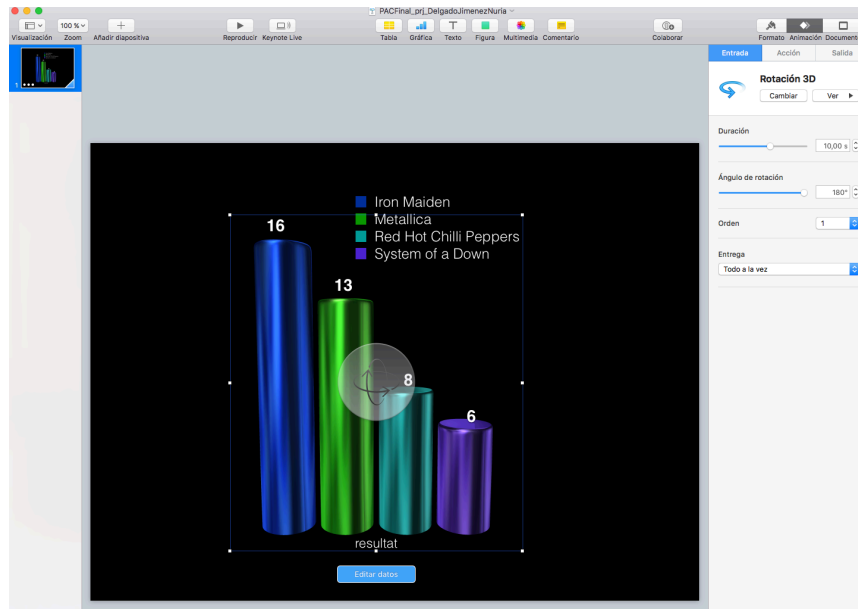 PACFinal_prj_DelgadoJimenezNuria
100 %
Visualización Zoom Añadir diapositiva Reproducir Keynote Live Tabla Gráfica Texto Figura Multimedia Comentario Colaborar Formato Animación Document
Entrada Acción Salida
1
Rotación 3D
Cambiar Ver
Duración
10,00 s
Ángulo de rotación
180°
Orden 1
Entrega
Todo a la vez
Iron Maiden
Metallica
Red Hot Chilli Peppers
System of a Down
16
13
8
6
resultat
Editar datos